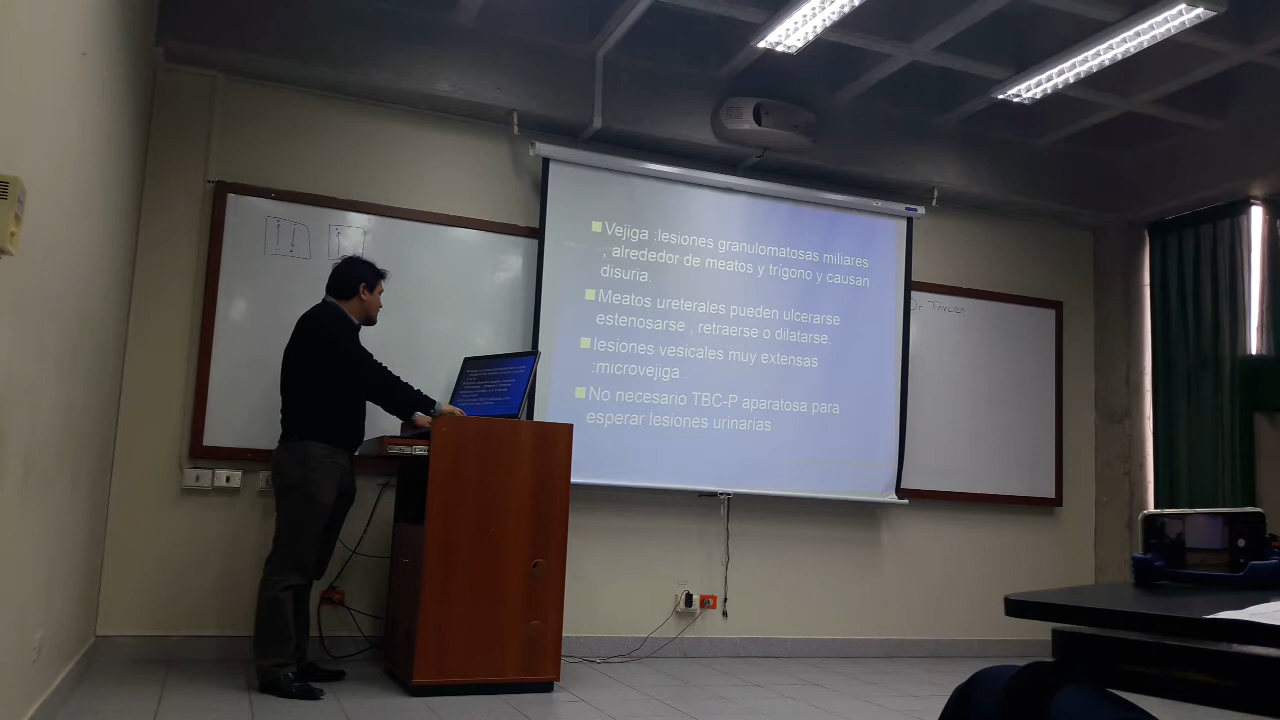 Vejiga :lesiones granulomatosas miliares
, alrededor de meatos y trígono y causan
disuria.
Meatos ureterales pueden ulcerarse
estenosarse , retraerse o dilatarse.
lesiones vesicales muy extensas
:microvejiga .
No necesario TBC-P aparatosa para
esperar lesiones urinarias
Dr TAVERA